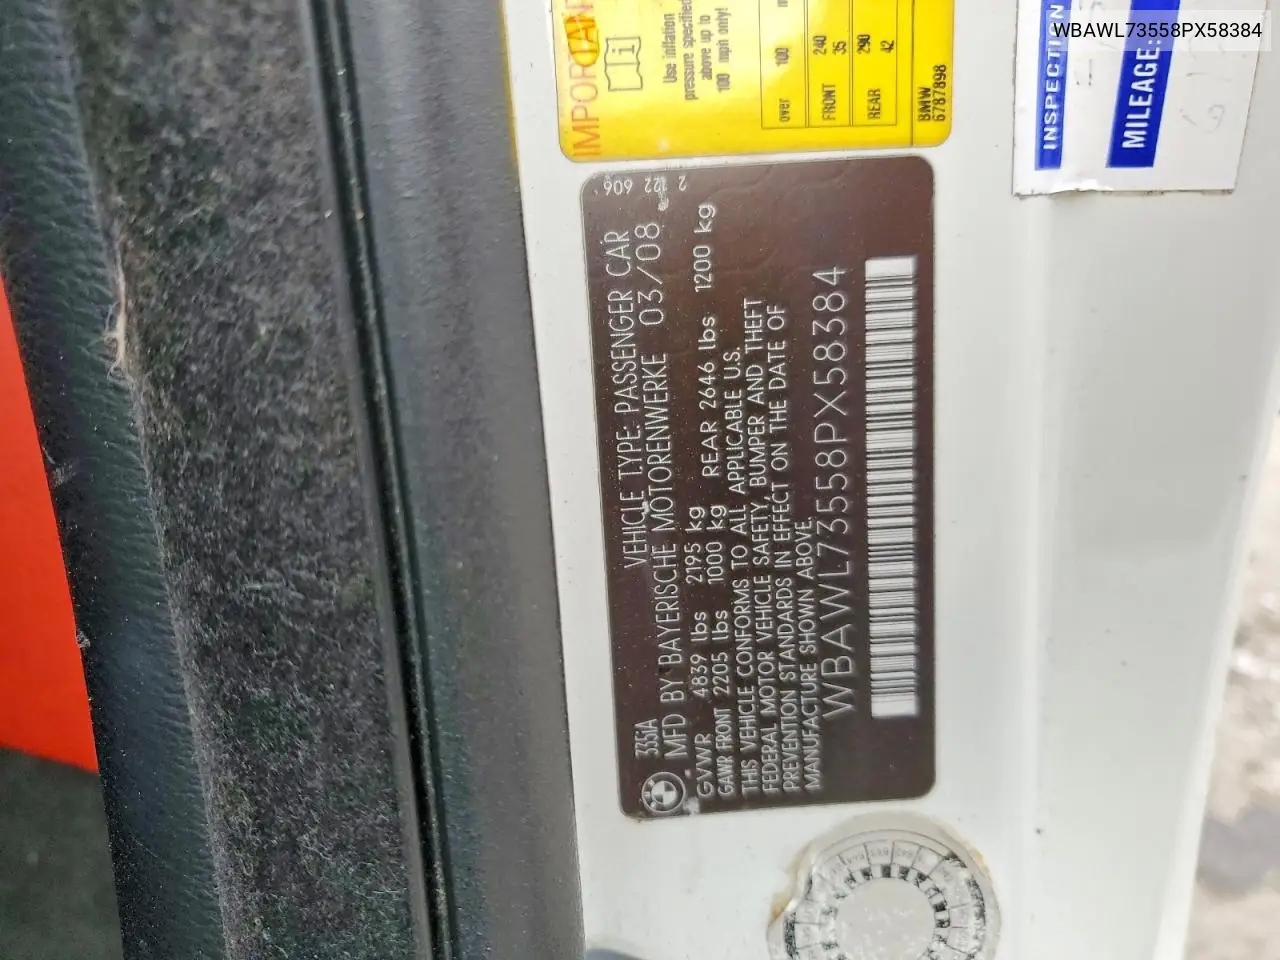 WBAWL73558PX58384
IMPORTANT
Use inflation
pressure specified
above up to
100 mph only!
over 100
FRONT 240
35
REAR 290
42
BMW
6787898
INSPECTION
MILEAGE:
2 122 606
335iA VEHICLE TYPE: PASSENGER CAR
MFD BY BAYERISCHE MOTORENWERKE 03/08
GVWR 4839 lbs 2195 kg
GAWR FRONT 2205 lbs 1000 kg REAR 2646 lbs 1200 kg
THIS VEHICLE CONFORMS TO ALL APPLICABLE U.S.
FEDERAL MOTOR VEHICLE SAFETY, BUMPER AND THEFT
PREVENTION STANDARDS IN EFFECT ON THE DATE OF
MANUFACTURE SHOWN ABOVE.
WBAWL73558PX58384